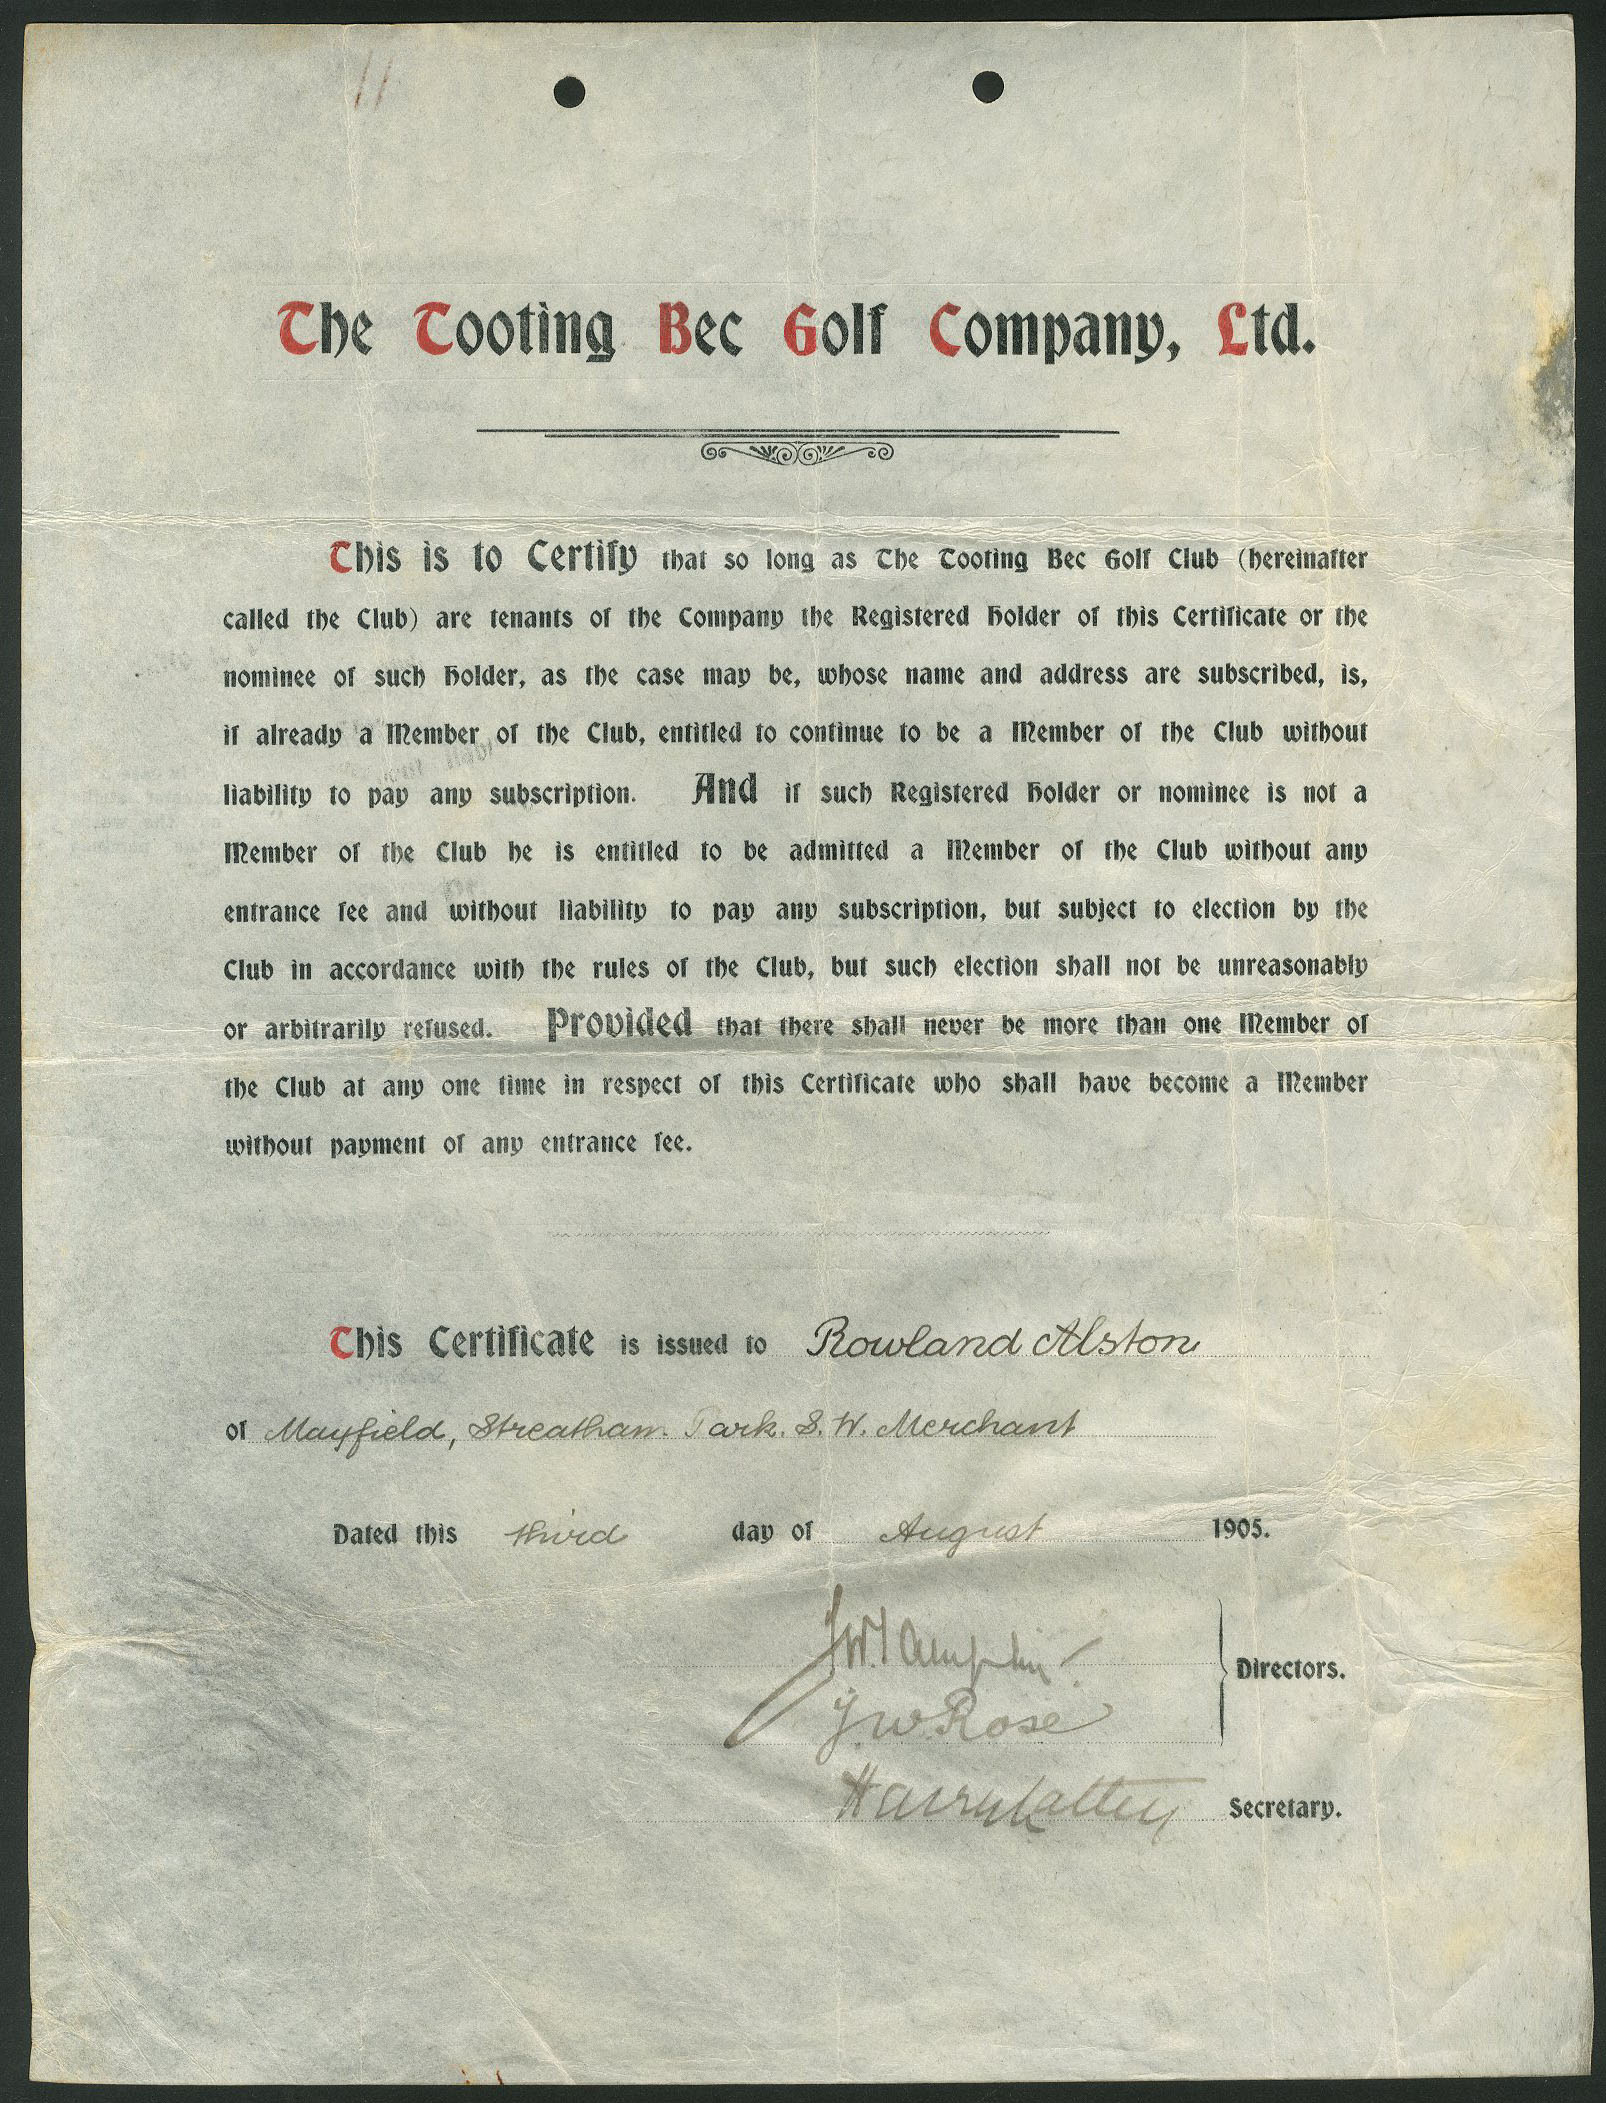 The Tooting Bec Golf Company, Ltd.
This is to Certify that so long as The Tooting Bec Golf Club (hereinafter
called the Club) are tenants of the Company the Registered Holder of this Certificate or the
nominee of such Holder, as the case may be, whose name and address are subscribed, is,
if already a Member of the Club, entitled to continue to be a Member of the Club without
liability to pay any subscription. And if such Registered Holder or nominee is not a
Member of the Club he is entitled to be admitted a Member of the Club without any
entrance fee and without liability to pay any subscription, but subject to election by the
Club in accordance with the rules of the Club, but such election shall not be unreasonably
or arbitrarily refused. Provided that there shall never be more than one Member of
the Club at any one time in respect of this Certificate who shall have become a Member
without payment of any entrance fee.
This Certificate is issued to Rowland Alston
of Mayfield, Streatham Park. S. W. Merchant
Dated this third day of August 1905.
Directors.
J. W. Rose
Harry Secretary.